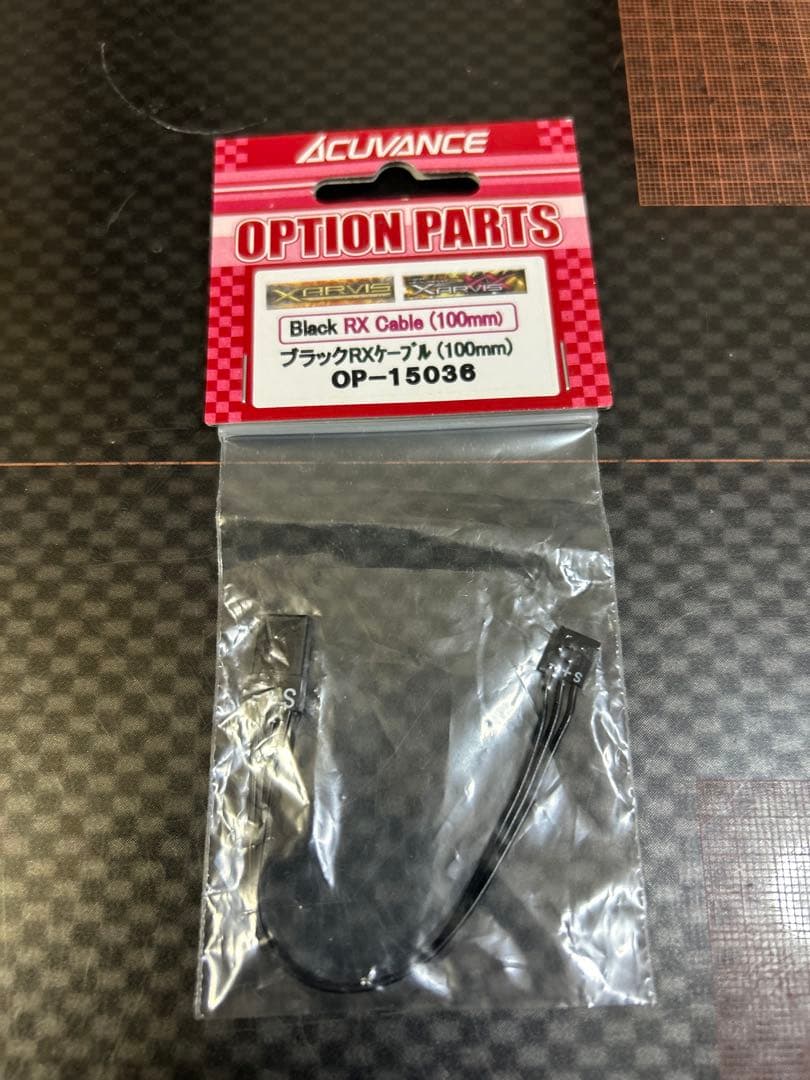 ACUVANCE
OPTION PARTS
XARVIS XARVIS
Black RX Cable (100mm)
ブラックRXケーブル (100mm)
OP-15036
S
S